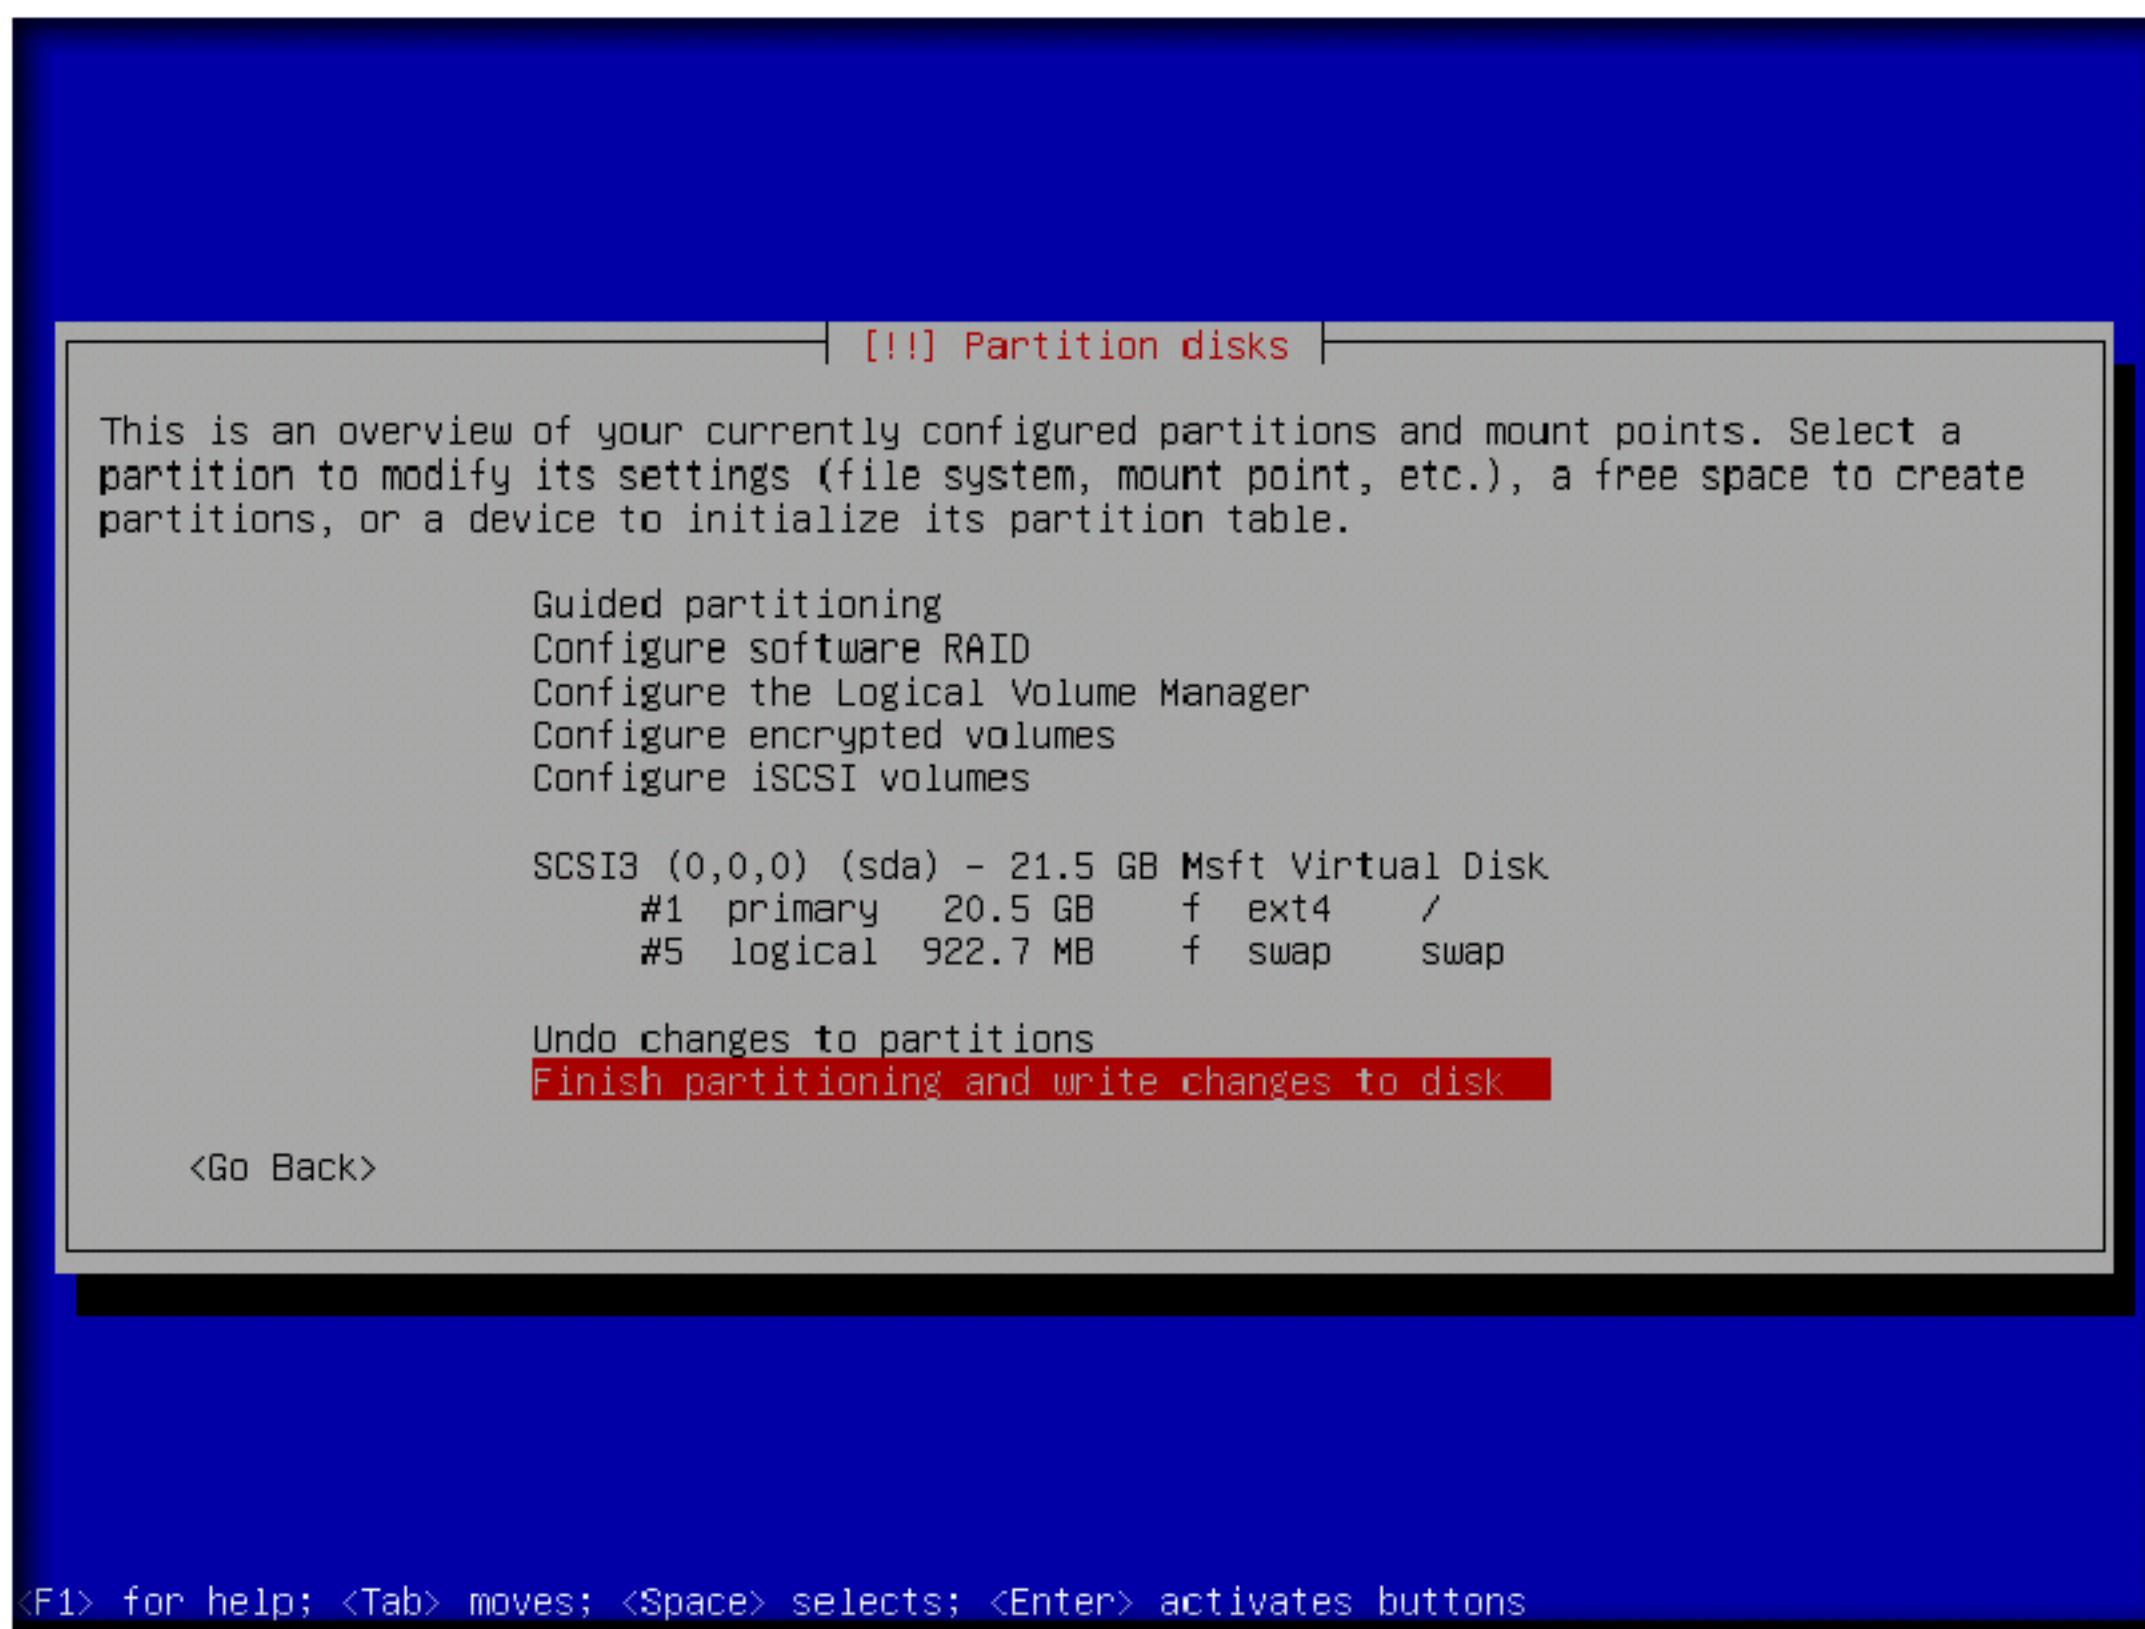 [!!] Partition disks
This is an overview of your currently configured partitions and mount points. Select a
partition to modify its settings (file system, mount point, etc.), a free space to create
partitions, or a device to initialize its partition table.
Guided partitioning
Configure software RAID
Configure the Logical Volume Manager
Configure encrypted volumes
Configure iSCSI volumes
SCSI3 (0,0,0) (sda) - 21.5 GB Msft Virtual Disk
#1 primary 20.5 GB f ext4 /
#5 logical 922.7 MB f swap swap
Undo changes to partitions
Finish partitioning and write changes to disk
<Go Back>
<F1> for help; <Tab> moves; <Space> selects; <Enter> activates buttons